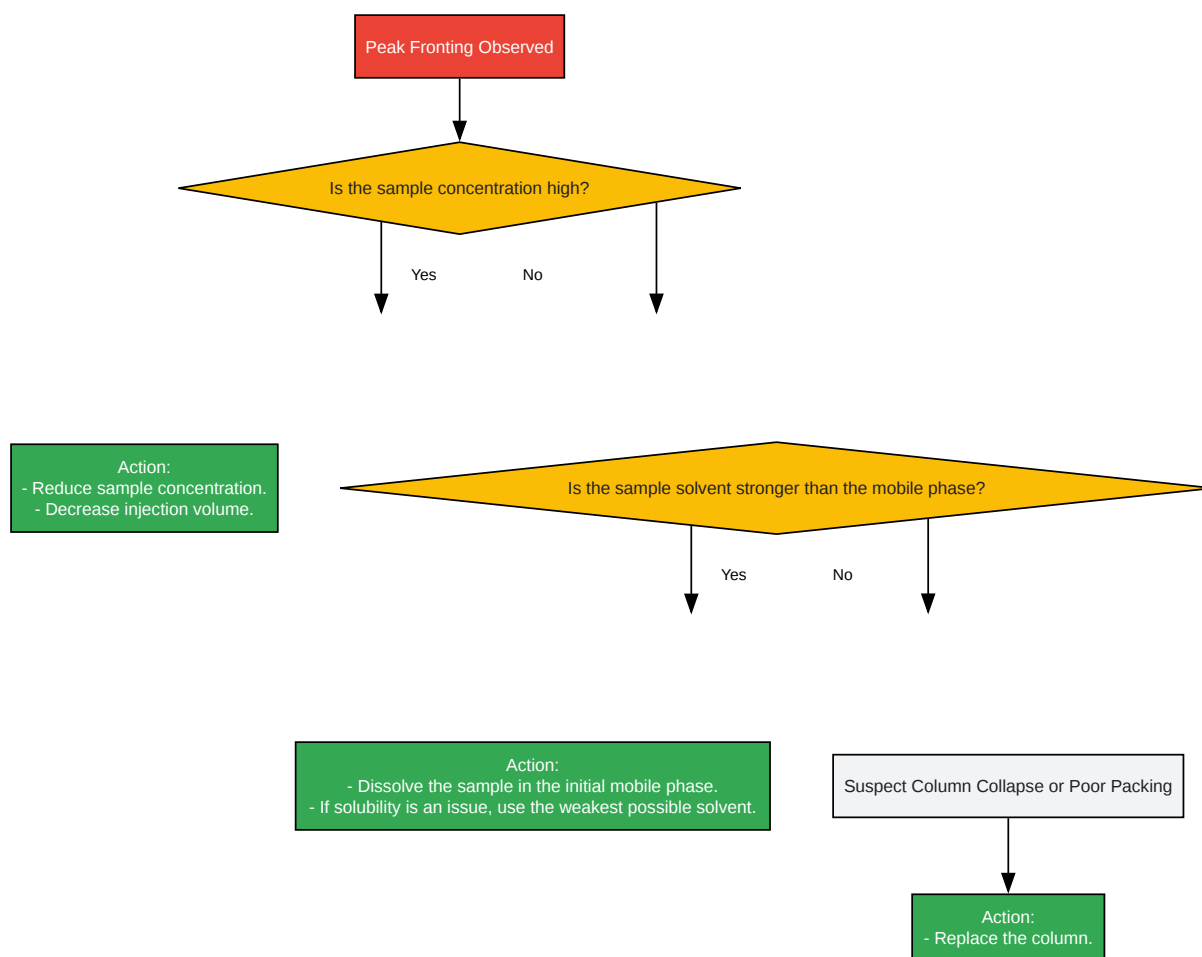 Peak Fronting Observed
Is the sample concentration high?
Yes
No
Action:
- Reduce sample concentration.
- Decrease injection volume.
Is the sample solvent stronger than the mobile phase?
Yes
No
Action:
- Dissolve the sample in the initial mobile phase.
- If solubility is an issue, use the weakest possible solvent.
Suspect Column Collapse or Poor Packing
Action:
- Replace the column.